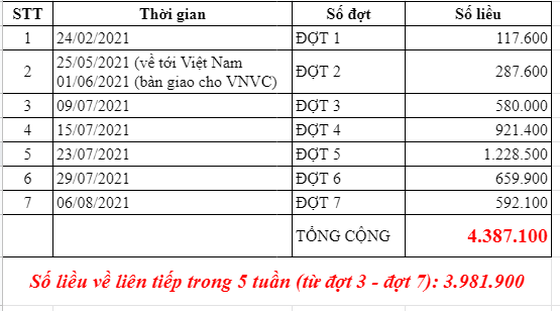 STT Thời gian Số đợt Số liều
1 24/02/2021 ĐỢT 1 117.600
2 25/05/2021 (về tới Việt Nam
01/06/2021 (bàn giao cho VNVC) ĐỢT 2 287.600
3 09/07/2021 ĐỢT 3 580.000
4 15/07/2021 ĐỢT 4 921.400
5 23/07/2021 ĐỢT 5 1.228.500
6 29/07/2021 ĐỢT 6 659.900
7 06/08/2021 ĐỢT 7 592.100
TỔNG CỘNG 4.387.100
Số liều về liên tiếp trong 5 tuần (từ đợt 3 - đợt 7): 3.981.900